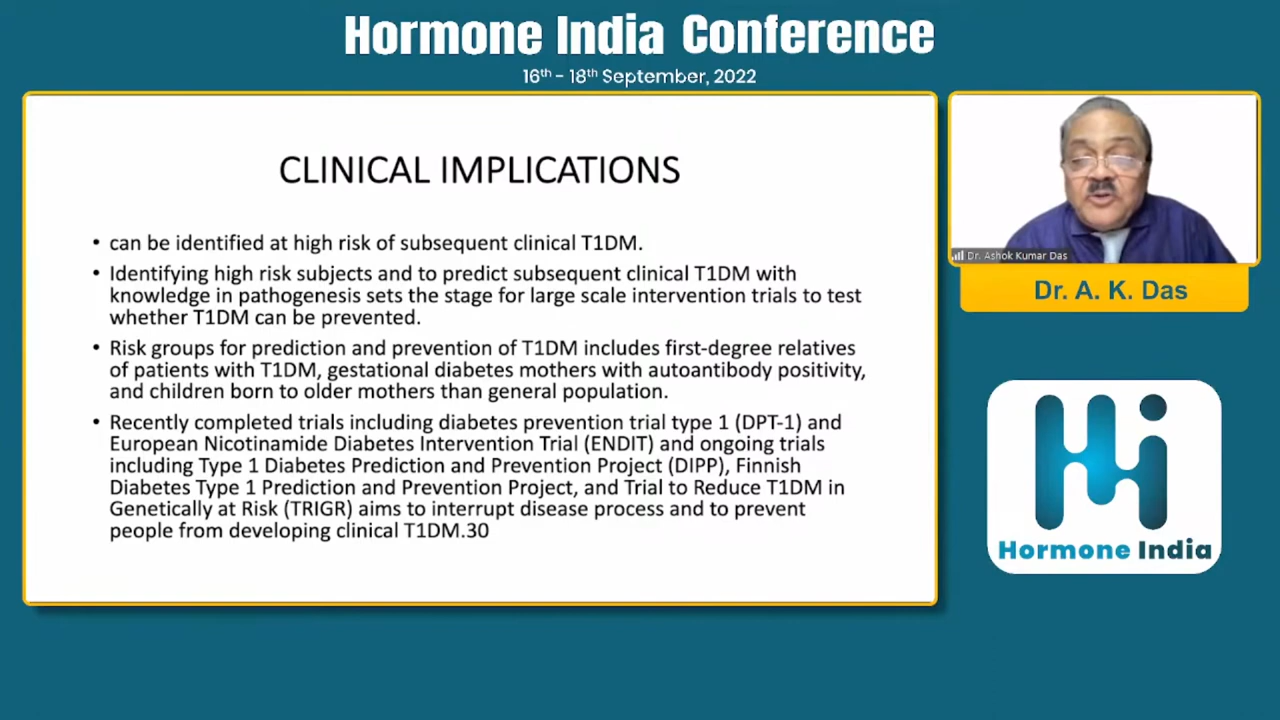 Hormone India Conference
16th - 18th September, 2022
CLINICAL IMPLICATIONS
• can be identified at high risk of subsequent clinical T1DM.
• Identifying high risk subjects and to predict subsequent clinical T1DM with
knowledge in pathogenesis sets the stage for large scale intervention trials to test
whether T1DM can be prevented.
• Risk groups for prediction and prevention of T1DM includes first-degree relatives
of patients with T1DM, gestational diabetes mothers with autoantibody positivity,
and children born to older mothers than general population.
• Recently completed trials including diabetes prevention trial type 1 (DPT-1) and
European Nicotinamide Diabetes Intervention Trial (ENDIT) and ongoing trials
including Type 1 Diabetes Prediction and Prevention Project (DIPP), Finnish
Diabetes Type 1 Prediction and Prevention Project, and Trial to Reduce T1DM in
Genetically at Risk (TRIGR) aims to interrupt disease process and to prevent
people from developing clinical T1DM.30
Dr. Ashok Kumar Das
Dr. A. K. Das
Hi
Hormone India